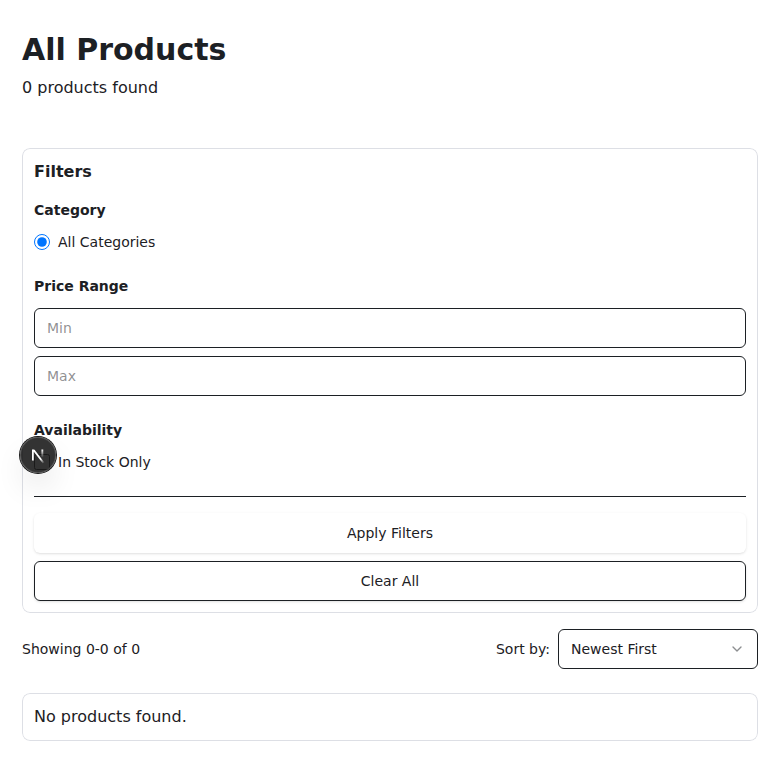 All Products
0 products found
Filters
Category
All Categories
Price Range
Min
Max
Availability
N In Stock Only
Apply Filters
Clear All
Showing 0-0 of 0 Sort by: Newest First
No products found.